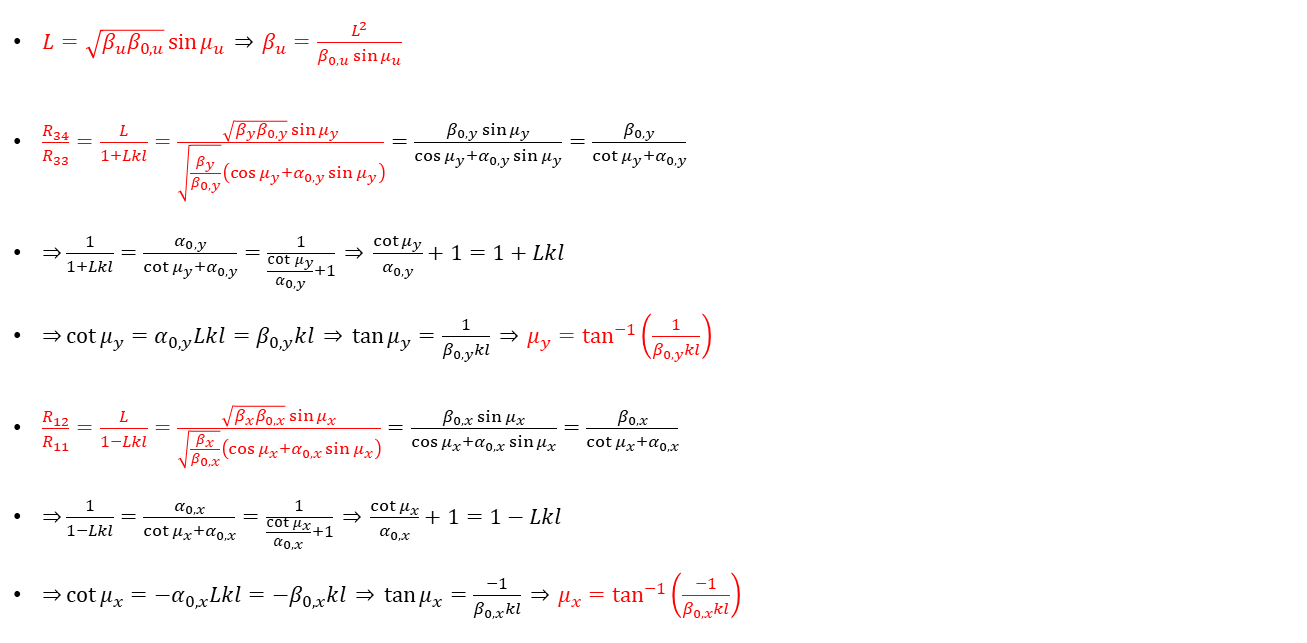 • L = √(β_u β_{0,u}) sin μ_u ⇒ β_u = L² / (β_{0,u} sin μ_u)
• R₃₄/R₃₃ = L/(1+Lkl) = √(β_y β_{0,y}) sin μ_y / (√(β_y/β_{0,y}) (cos μ_y+α_{0,y} sin μ_y)) = β_{0,y} sin μ_y / (cos μ_y+α_{0,y} sin μ_y) = β_{0,y} / (cot μ_y+α_{0,y})
• ⇒ 1/(1+Lkl) = α_{0,y} / (cot μ_y+α_{0,y}) = 1 / (cot μ_y/α_{0,y} +1) ⇒ cot μ_y/α_{0,y} + 1 = 1 + Lkl
• ⇒ cot μ_y = α_{0,y}Lkl = β_{0,y}kl ⇒ tan μ_y = 1/(β_{0,y}kl) ⇒ μ_y = tan⁻¹(1/(β_{0,y}kl))
• R₁₂/R₁₁ = L/(1−Lkl) = √(β_x β_{0,x}) sin μ_x / (√(β_x/β_{0,x}) (cos μ_x+α_{0,x} sin μ_x)) = β_{0,x} sin μ_x / (cos μ_x+α_{0,x} sin μ_x) = β_{0,x} / (cot μ_x+α_{0,x})
• ⇒ 1/(1−Lkl) = α_{0,x} / (cot μ_x+α_{0,x}) = 1 / (cot μ_x/α_{0,x} +1) ⇒ cot μ_x/α_{0,x} + 1 = 1 − Lkl
• ⇒ cot μ_x = −α_{0,x}Lkl = −β_{0,x}kl ⇒ tan μ_x = −1/(β_{0,x}kl) ⇒ μ_x = tan⁻¹(−1/(β_{0,x}kl))